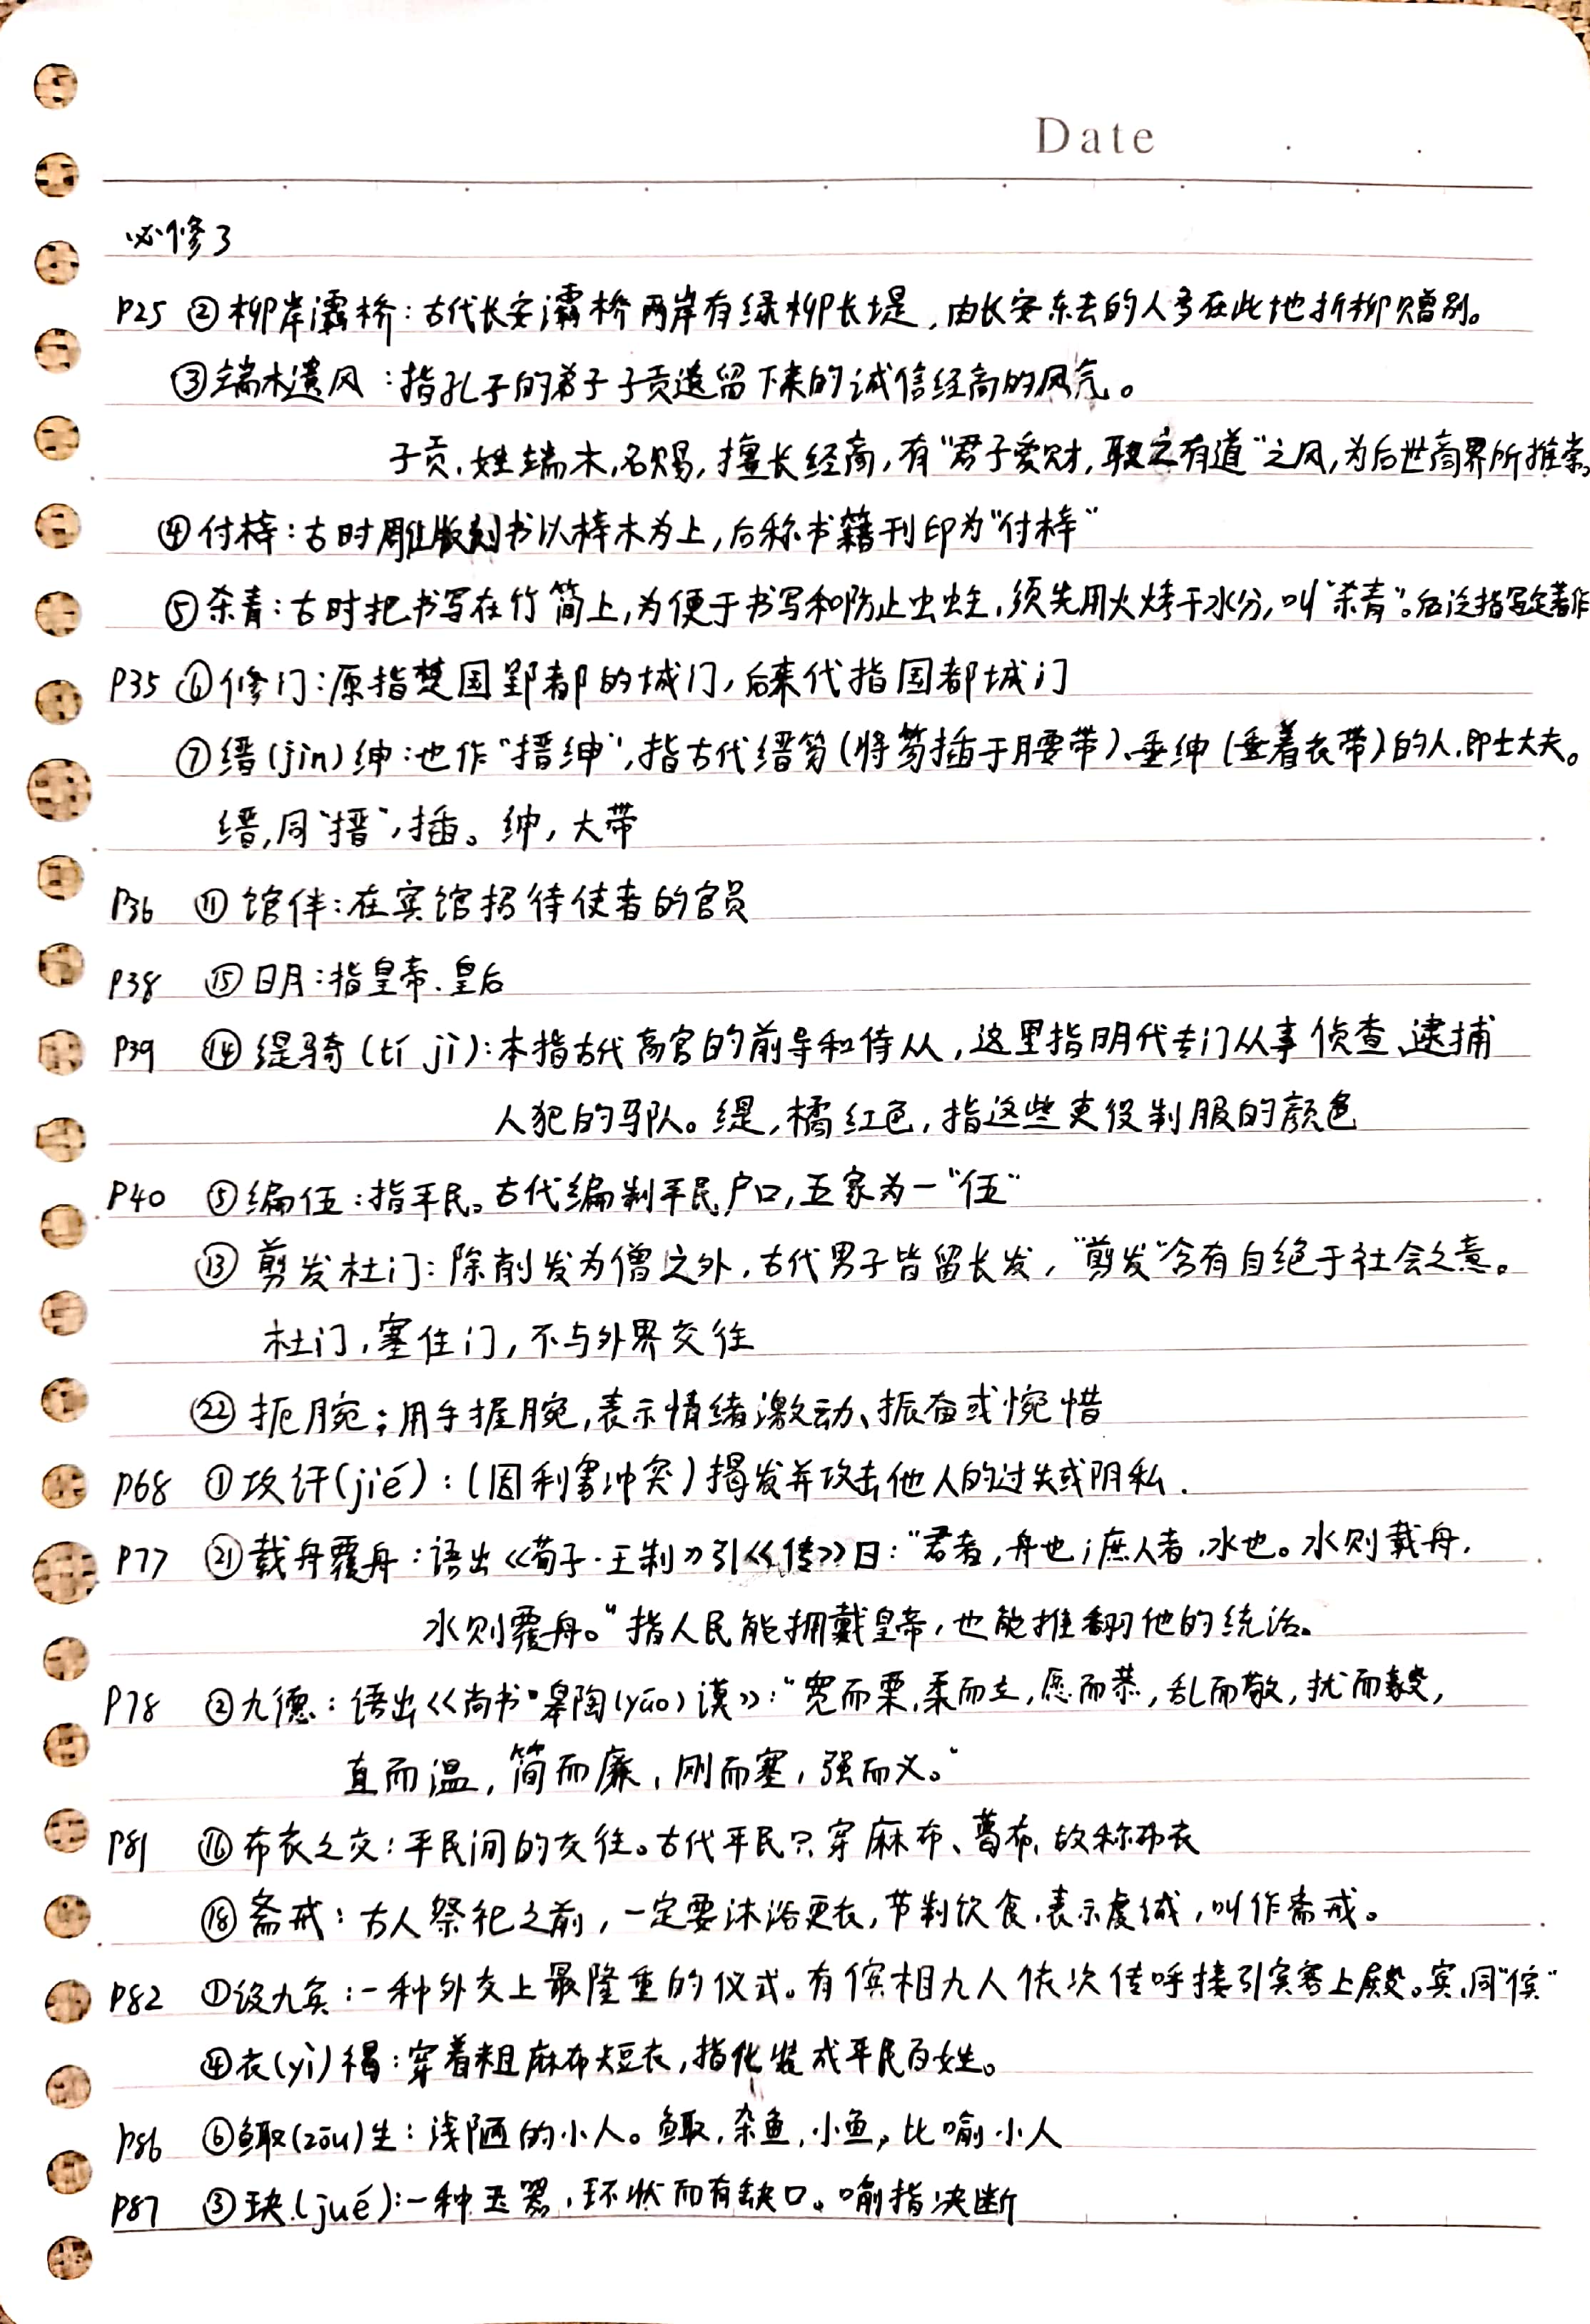 Date
必修3
P25 ②柳岸灞桥：古代长安灞桥两岸有绿柳长堤，由长安东去的人多在此地折柳赠别。
③端木遗风：指孔子的弟子子贡遗留下来的诚信经商的风气。
子贡，姓端木，名赐，擅长经商，有"君子爱财，取之有道"之风，为后世商界所推崇。
④付梓：古时雕版刻书以梓木为上，后称书籍刊印为"付梓"
⑤杀青：古时把书写在竹简上，为便于书写和防止虫蛀，须先用火烤干水分，叫"杀青"。后泛指写定著作
P35 ⑥修门：原指楚国郢都的城门，后来代指国都城门
⑦缙(jìn)绅：也作"搢绅"，指古代缙笏(将笏插于腰带)、垂绅(垂着衣带)的人，即士大夫。
缙，同"搢"，插。绅，大带
P36 ⑪馆伴：在宾馆招待使者的官员
P38 ⑮日月：指皇帝、皇后
P39 ⑭缇骑(tí jì)：本指古代高官的前导和侍从，这里指明代专门从事侦查、逮捕
人犯的马队。缇，橘红色，指这些吏役制服的颜色
P40 ⑤编伍：指平民。古代编制平民户口，五家为一"伍"
⑬剪发杜门：除削发为僧之外，古代男子皆留长发，"剪发"含有自绝于社会之意。
杜门，塞住门，不与外界交往
㉒扼腕；用手握腕，表示情绪激动、振奋或惋惜
P68 ①攻讦(jié)：(因利害冲突)揭发并攻击他人的过失或阴私.
P77 ㉑载舟覆舟：语出《荀子·王制》引《传》曰："君者，舟也；庶人者，水也。水则载舟，
水则覆舟。"指人民能拥戴皇帝，也能推翻他的统治。
P78 ②九德：语出《尚书·皋陶(yáo)谟》："宽而栗，柔而立，愿而恭，乱而敬，扰而毅，
直而温，简而廉，刚而塞，强而义。"
P81 ⑯布衣之交：平民间的交往。古代平民只穿麻布、葛布，故称布衣
⑱斋戒：古人祭祀之前，一定要沐浴更衣，节制饮食，表示虔诚，叫作斋戒。
P82 ①设九宾：一种外交上最隆重的仪式。有傧相九人依次传呼接引宾客上殿。宾，同"傧"
④衣(yì)褐：穿着粗麻布短衣，指化装成平民百姓。
P86 ⑥鲰(zōu)生：浅陋的小人。鲰，杂鱼，小鱼，比喻小人
P87 ③玦(jué)：一种玉器，环状而有缺口。喻指决断